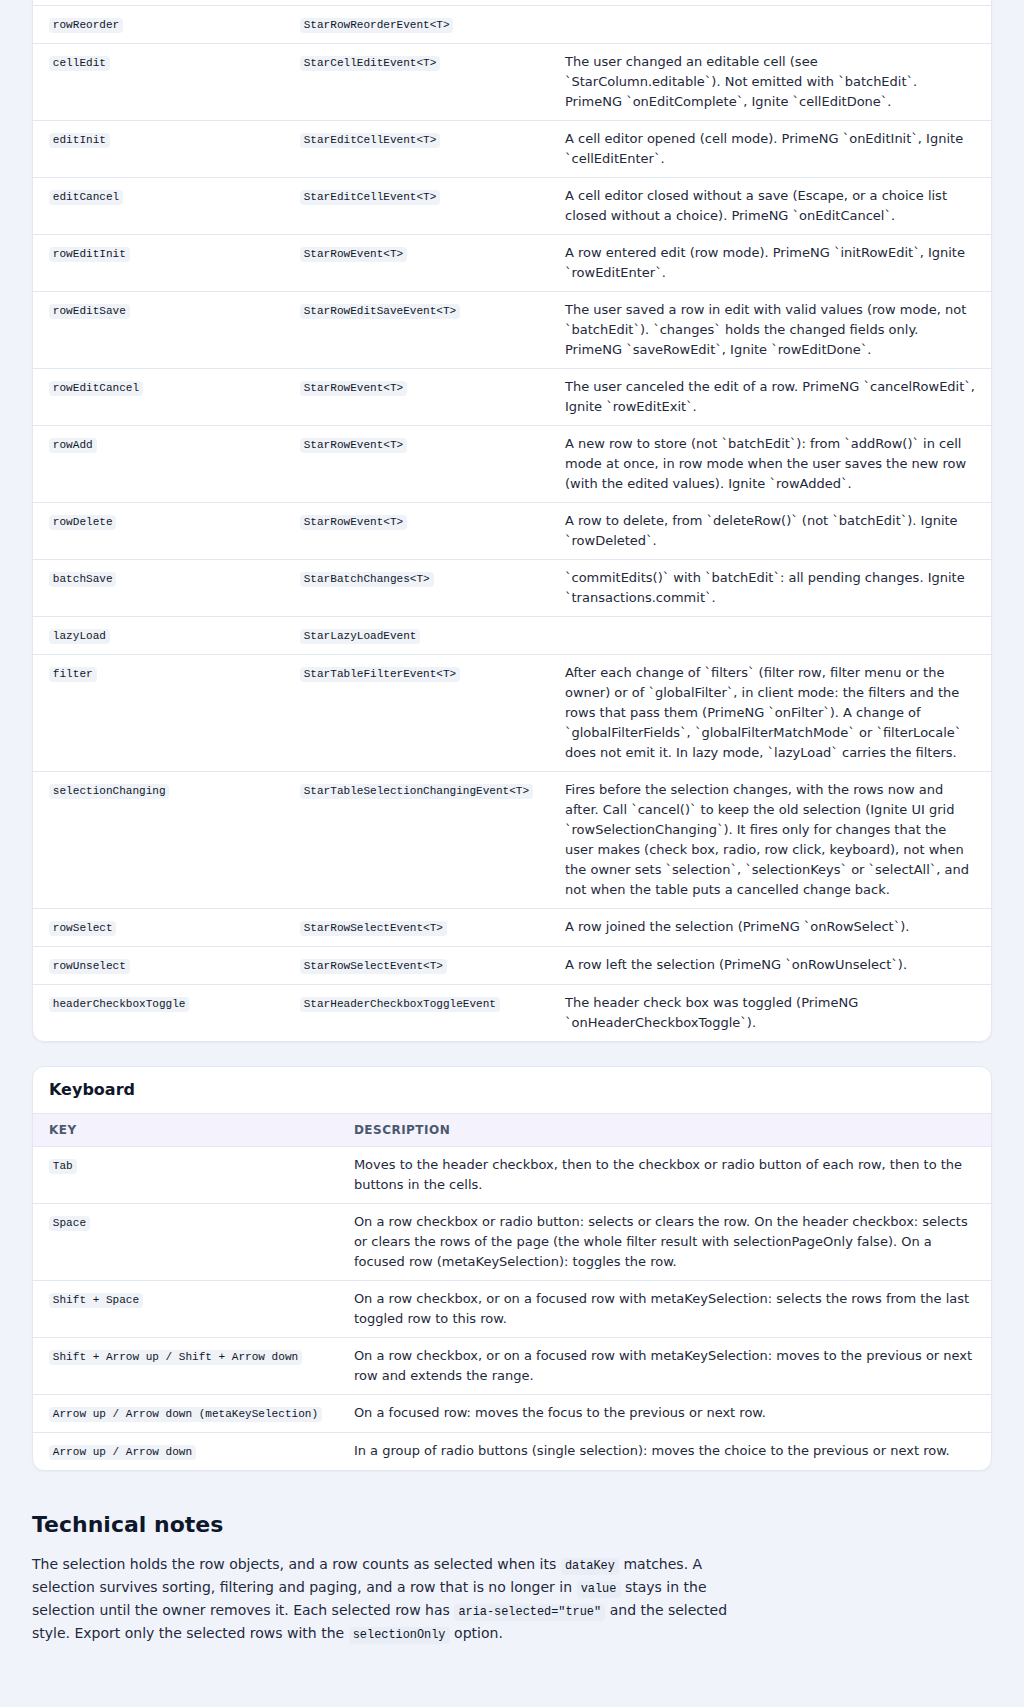 rowReorder StarRowReorderEvent<T>
cellEdit StarCellEditEvent<T> The user changed an editable cell (see
`StarColumn.editable`). Not emitted with `batchEdit`.
PrimeNG `onEditComplete`, Ignite `cellEditDone`.
editInit StarEditCellEvent<T> A cell editor opened (cell mode). PrimeNG `onEditInit`, Ignite
`cellEditEnter`.
editCancel StarEditCellEvent<T> A cell editor closed without a save (Escape, or a choice list
closed without a choice). PrimeNG `onEditCancel`.
rowEditInit StarRowEvent<T> A row entered edit (row mode). PrimeNG `initRowEdit`, Ignite
`rowEditEnter`.
rowEditSave StarRowEditSaveEvent<T> The user saved a row in edit with valid values (row mode, not
`batchEdit`). `changes` holds the changed fields only.
PrimeNG `saveRowEdit`, Ignite `rowEditDone`.
rowEditCancel StarRowEvent<T> The user canceled the edit of a row. PrimeNG `cancelRowEdit`,
Ignite `rowEditExit`.
rowAdd StarRowEvent<T> A new row to store (not `batchEdit`): from `addRow()` in cell
mode at once, in row mode when the user saves the new row
(with the edited values). Ignite `rowAdded`.
rowDelete StarRowEvent<T> A row to delete, from `deleteRow()` (not `batchEdit`). Ignite
`rowDeleted`.
batchSave StarBatchChanges<T> `commitEdits()` with `batchEdit`: all pending changes. Ignite
`transactions.commit`.
lazyLoad StarLazyLoadEvent
filter StarTableFilterEvent<T> After each change of `filters` (filter row, filter menu or the
owner) or of `globalFilter`, in client mode: the filters and the
rows that pass them (PrimeNG `onFilter`). A change of
`globalFilterFields`, `globalFilterMatchMode` or `filterLocale`
does not emit it. In lazy mode, `lazyLoad` carries the filters.
selectionChanging StarTableSelectionChangingEvent<T> Fires before the selection changes, with the rows now and
after. Call `cancel()` to keep the old selection (Ignite UI grid
`rowSelectionChanging`). It fires only for changes that the
user makes (check box, radio, row click, keyboard), not when
the owner sets `selection`, `selectionKeys` or `selectAll`, and
not when the table puts a cancelled change back.
rowSelect StarRowSelectEvent<T> A row joined the selection (PrimeNG `onRowSelect`).
rowUnselect StarRowSelectEvent<T> A row left the selection (PrimeNG `onRowUnselect`).
headerCheckboxToggle StarHeaderCheckboxToggleEvent The header check box was toggled (PrimeNG
`onHeaderCheckboxToggle`).
Keyboard
KEY DESCRIPTION
Tab Moves to the header checkbox, then to the checkbox or radio button of each row, then to the
buttons in the cells.
Space On a row checkbox or radio button: selects or clears the row. On the header checkbox: selects
or clears the rows of the page (the whole filter result with selectionPageOnly false). On a
focused row (metaKeySelection): toggles the row.
Shift + Space On a row checkbox, or on a focused row with metaKeySelection: selects the rows from the last
toggled row to this row.
Shift + Arrow up / Shift + Arrow down On a row checkbox, or on a focused row with metaKeySelection: moves to the previous or next
row and extends the range.
Arrow up / Arrow down (metaKeySelection) On a focused row: moves the focus to the previous or next row.
Arrow up / Arrow down In a group of radio buttons (single selection): moves the choice to the previous or next row.
Technical notes
The selection holds the row objects, and a row counts as selected when its dataKey matches. A
selection survives sorting, filtering and paging, and a row that is no longer in value stays in the
selection until the owner removes it. Each selected row has aria-selected="true" and the selected
style. Export only the selected rows with the selectionOnly option.